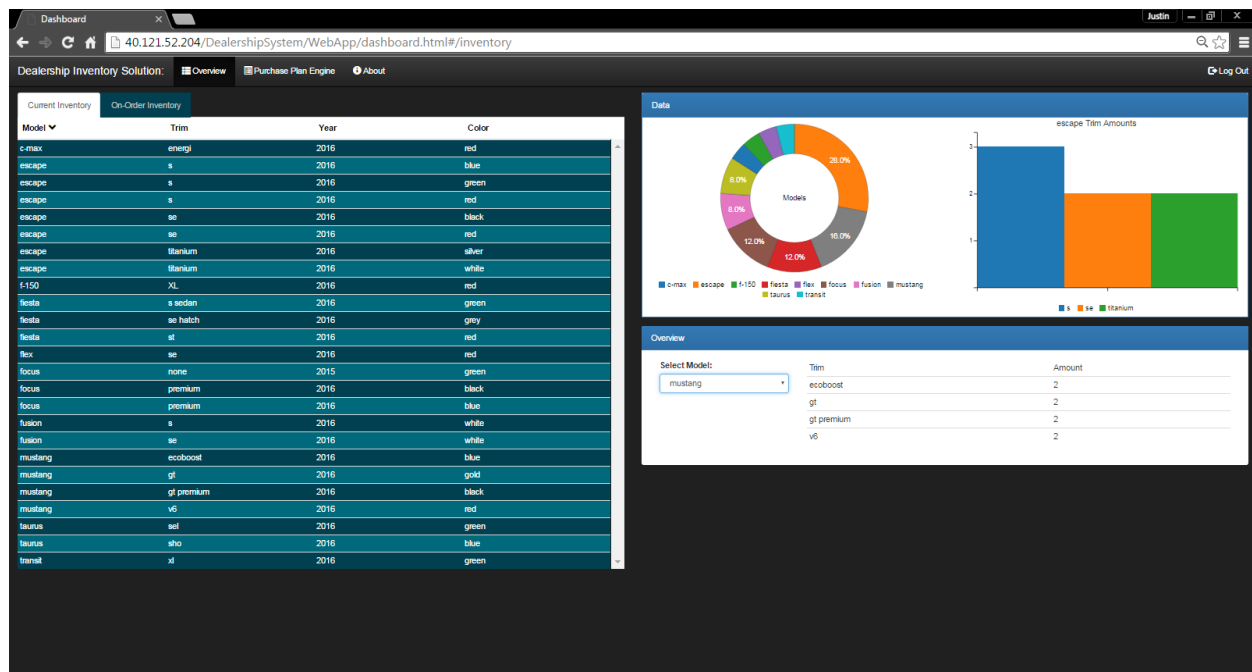 Dashboard
Justin
40.121.52.204/DealershipSystem/WebApp/dashboard.html#/inventory
Dealership Inventory Solution: Overview Purchase Plan Engine About Log Out
Current Inventory On-Order Inventory
Model Trim Year Color
c-max energi 2016 red
escape s 2016 blue
escape s 2016 green
escape s 2016 red
escape se 2016 black
escape se 2016 red
escape titanium 2016 silver
escape titanium 2016 white
f-150 XL 2016 red
fiesta s sedan 2016 green
fiesta se hatch 2016 grey
fiesta st 2016 red
flex se 2016 red
focus none 2015 green
focus premium 2016 black
focus premium 2016 blue
fusion s 2016 white
fusion se 2016 white
mustang ecoboost 2016 blue
mustang gt 2016 gold
mustang gt premium 2016 black
mustang v6 2016 red
taurus sel 2016 green
taurus sho 2016 blue
transit xl 2016 green
Data
28.0%
16.0%
12.0%
12.0%
8.0%
8.0%
Models
c-max escape f-150 fiesta flex focus fusion mustang
taurus transit
escape Trim Amounts
3
2
1
s se titanium
Overview
Select Model:
mustang
Trim Amount
ecoboost 2
gt 2
gt premium 2
v6 2